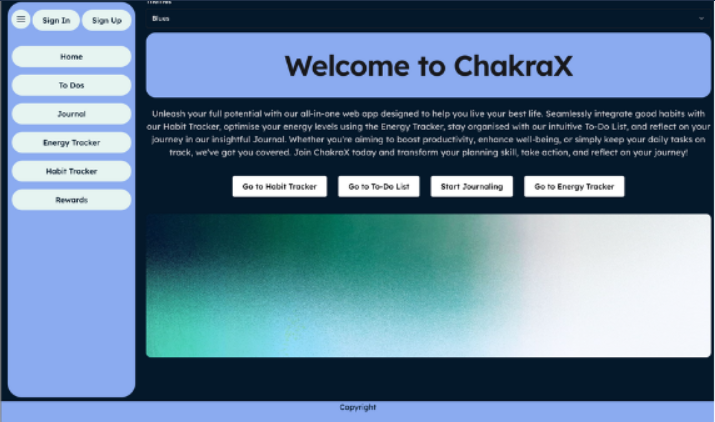 Themes
Sign In
Sign Up
Blues
Home
To Dos
Journal
Energy Tracker
Habit Tracker
Rewards
Welcome to ChakraX
Unleash your full potential with our all-in-one web app designed to help you live your best life. Seamlessly integrate good habits with
our Habit Tracker, optimise your energy levels using the Energy Tracker, stay organised with our intuitive To-Do List, and reflect on your
journey in our insightful Journal. Whether you're aiming to boost productivity, enhance well-being, or simply keep your daily tasks on
track, we've got you covered. Join ChakraX today and transform your planning skill, take action, and reflect on your journey!
Go to Habit Tracker
Go to To-Do List
Start Journaling
Go to Energy Tracker
Copyright